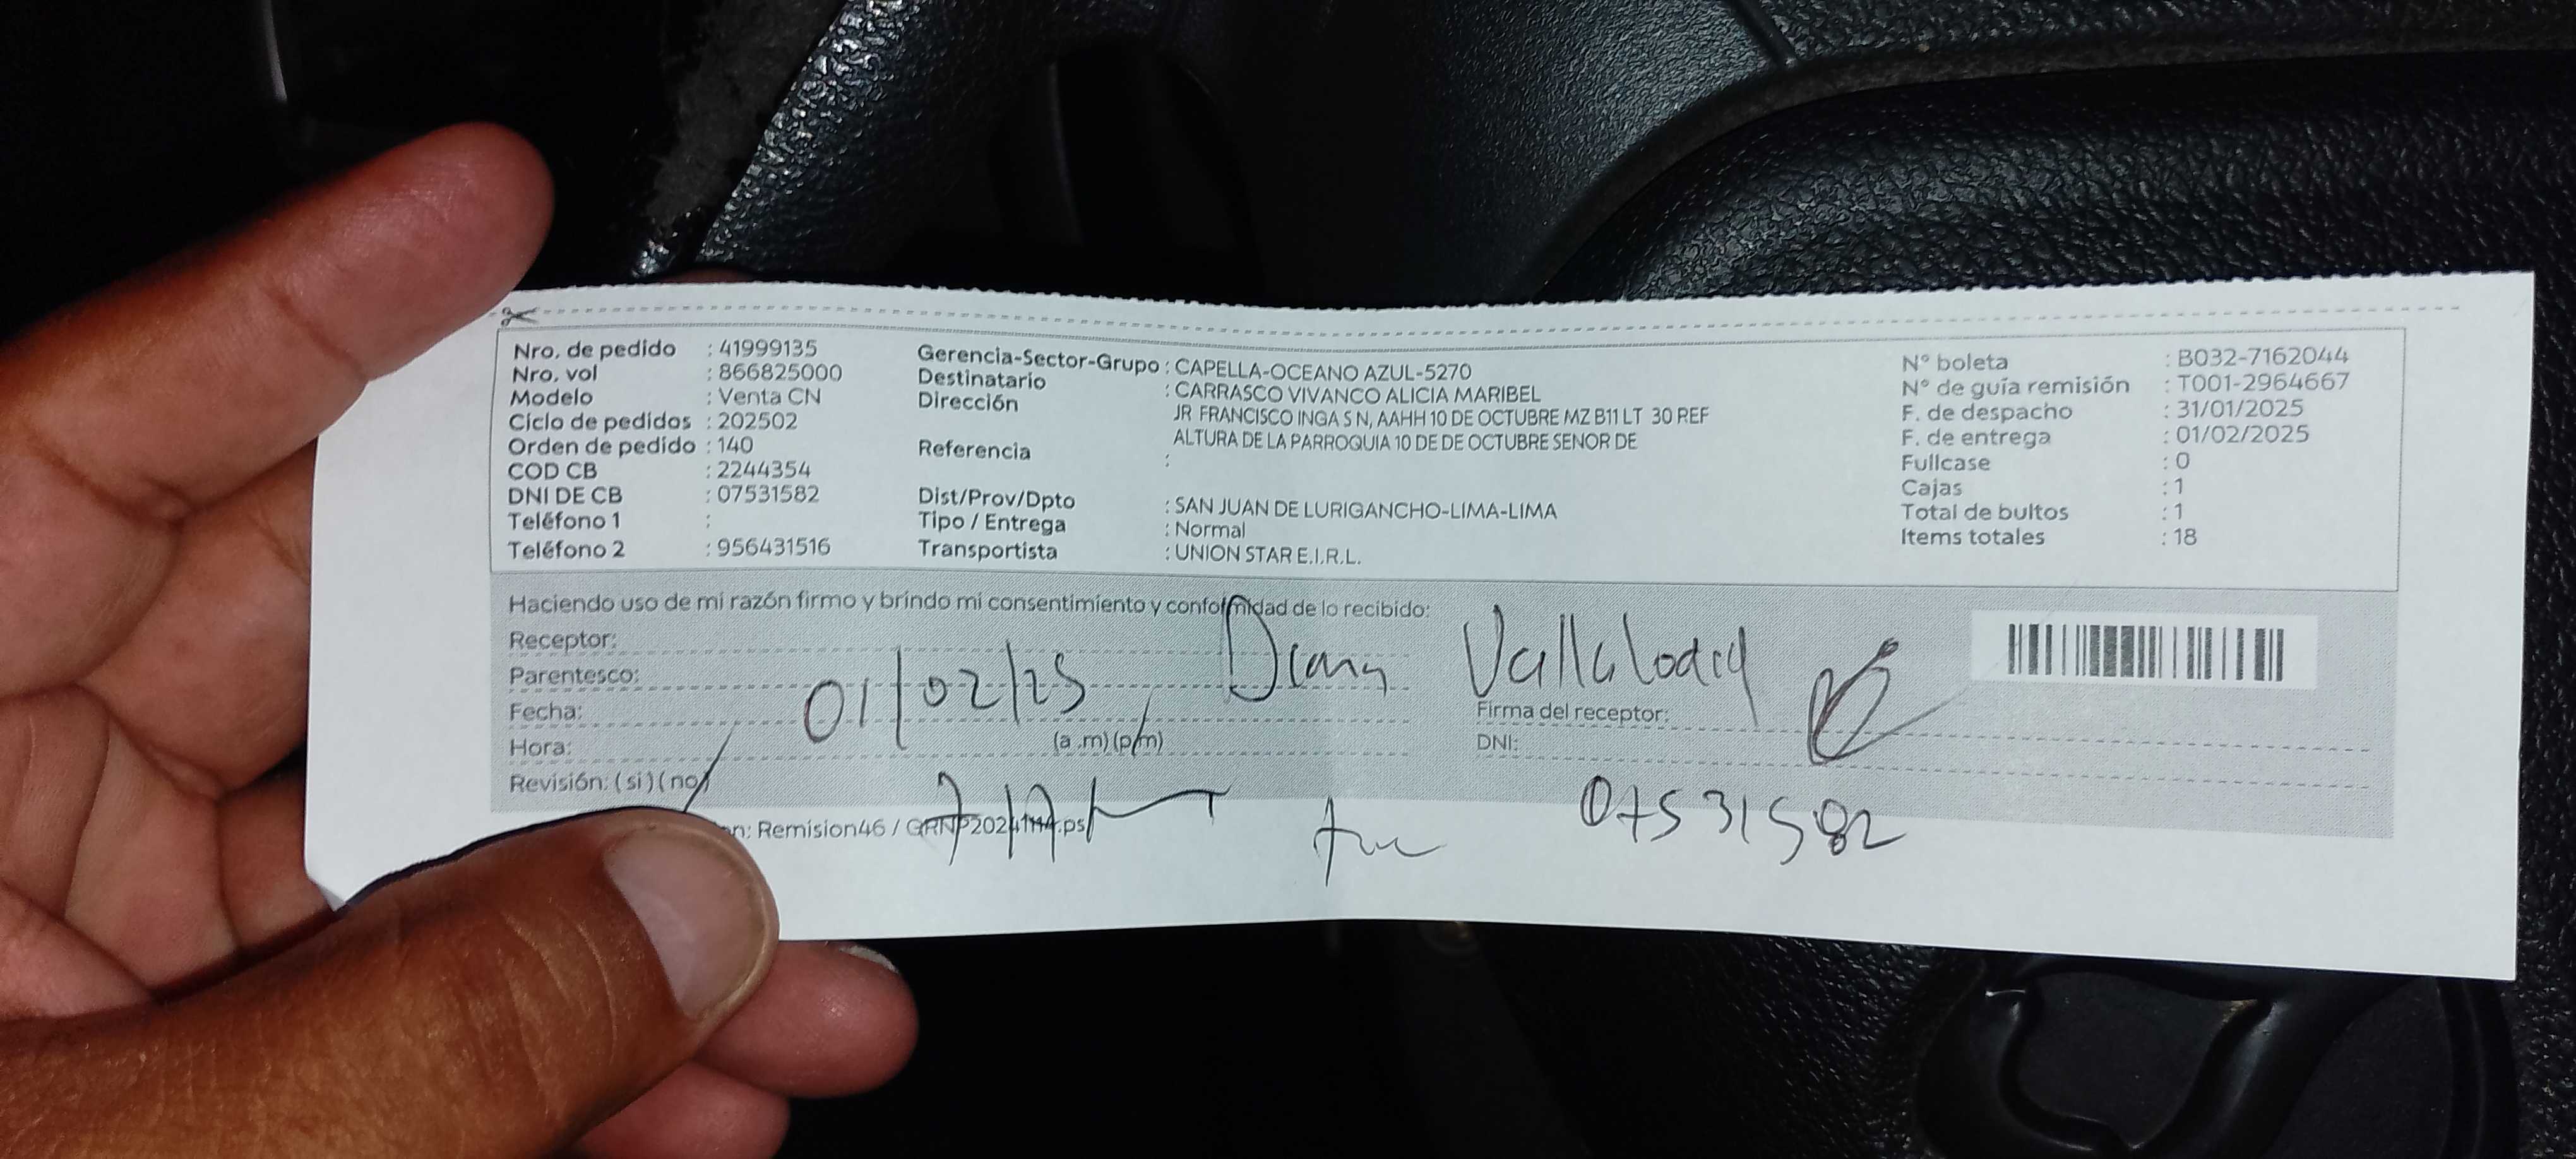 Nro. de pedido : 41999135
Nro. vol : 866825000
Modelo : Venta CN
Ciclo de pedidos : 202502
Orden de pedido : 140
COD CB : 2244354
DNI DE CB : 07531582
Teléfono 1 :
Teléfono 2 : 956431516
Gerencia-Sector-Grupo : CAPELLA-OCEANO AZUL-5270
Destinatario : CARRASCO VIVANCO ALICIA MARIBEL
Dirección JR FRANCISCO INGA S N, AAHH 10 DE OCTUBRE MZ B11 LT 30 REF
ALTURA DE LA PARROQUIA 10 DE DE OCTUBRE SENOR DE
Referencia :
Dist/Prov/Dpto : SAN JUAN DE LURIGANCHO-LIMA-LIMA
Tipo / Entrega : Normal
Transportista : UNION STAR E.I.R.L.
N° boleta : B032-7162044
N° de guía remisión : T001-2964667
F. de despacho : 31/01/2025
F. de entrega : 01/02/2025
Fullcase : 0
Cajas : 1
Total de bultos : 1
Items totales : 18
Haciendo uso de mi razón firmo y brindo mi consentimiento y conformidad de lo recibido:
Receptor:
Parentesco:
Fecha: 01/02/25
Hora: (a .m) (p/m)
Revisión: ( si ) ( no )
Firma del receptor:
DNI:
07531582
n: Remision46 / GRNP20241114.ps